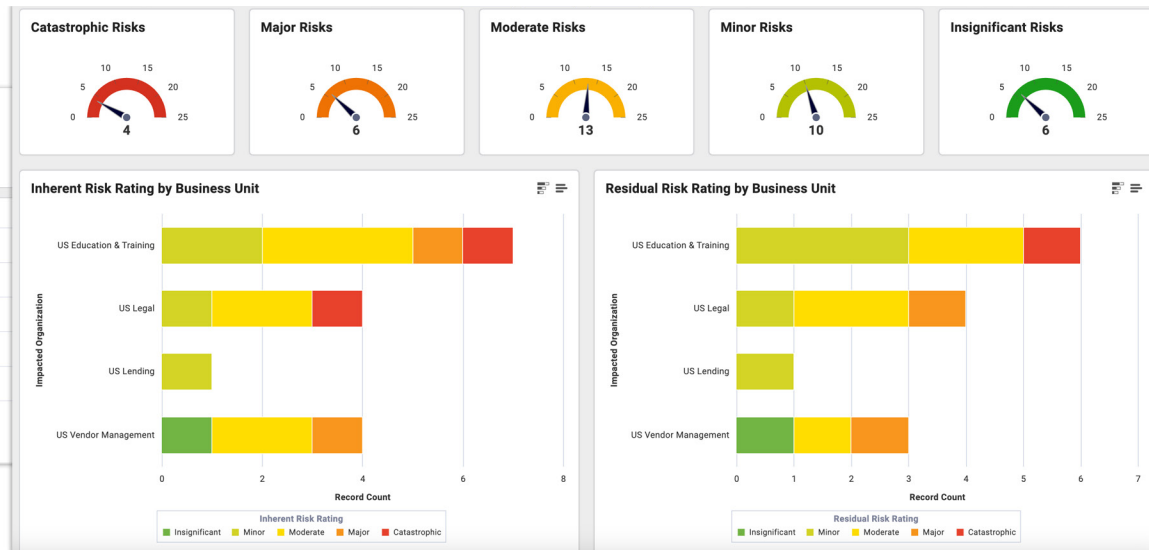 Catastrophic Risks
0 5 10 15 20 25
4
Major Risks
0 5 10 15 20 25
6
Moderate Risks
0 5 10 15 20 25
13
Minor Risks
0 5 10 15 20 25
10
Insignificant Risks
0 5 10 15 20 25
6
Inherent Risk Rating by Business Unit
Impacted Organization
US Education & Training
US Legal
US Lending
US Vendor Management
0 2 4 6 8
Record Count
Inherent Risk Rating
Insignificant Minor Moderate Major Catastrophic
Residual Risk Rating by Business Unit
Impacted Organization
US Education & Training
US Legal
US Lending
US Vendor Management
0 1 2 3 4 5 6 7
Record Count
Residual Risk Rating
Insignificant Minor Moderate Major Catastrophic